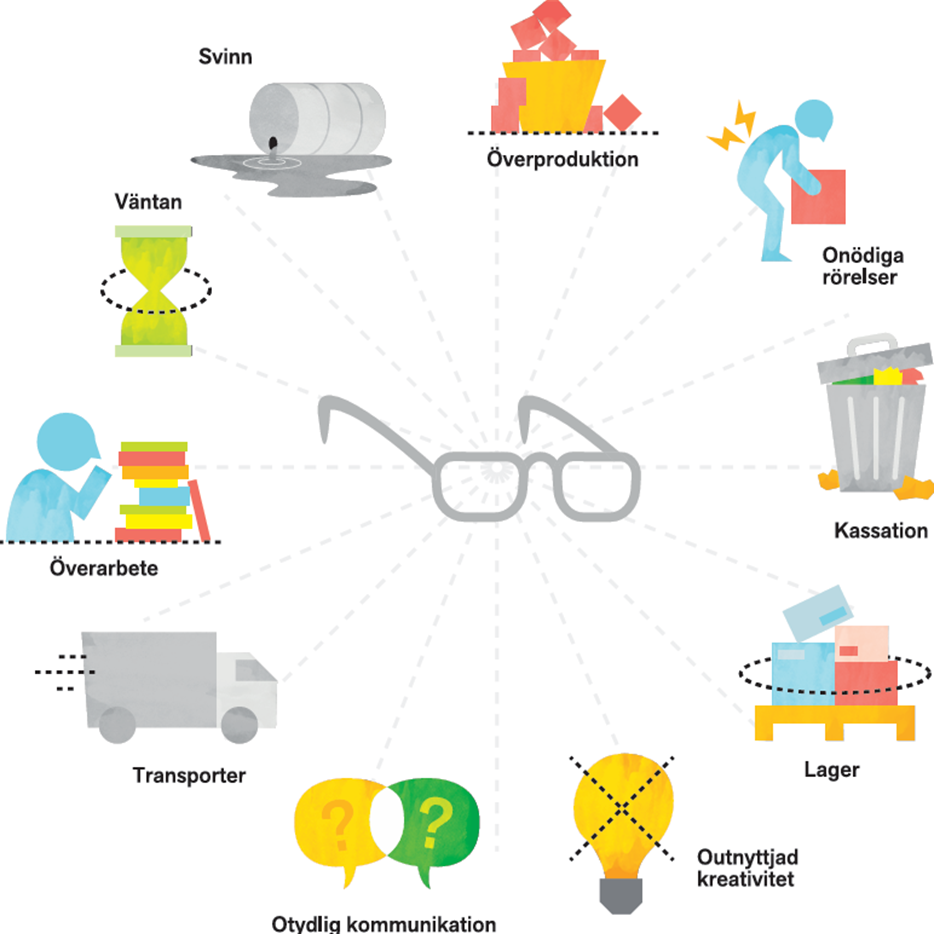 Svinn
Överproduktion
Väntan
Onödiga
rörelser
Kassation
Överarbete
Lager
Transporter
? ?
Outnyttjad
kreativitet
Otydlig kommunikation